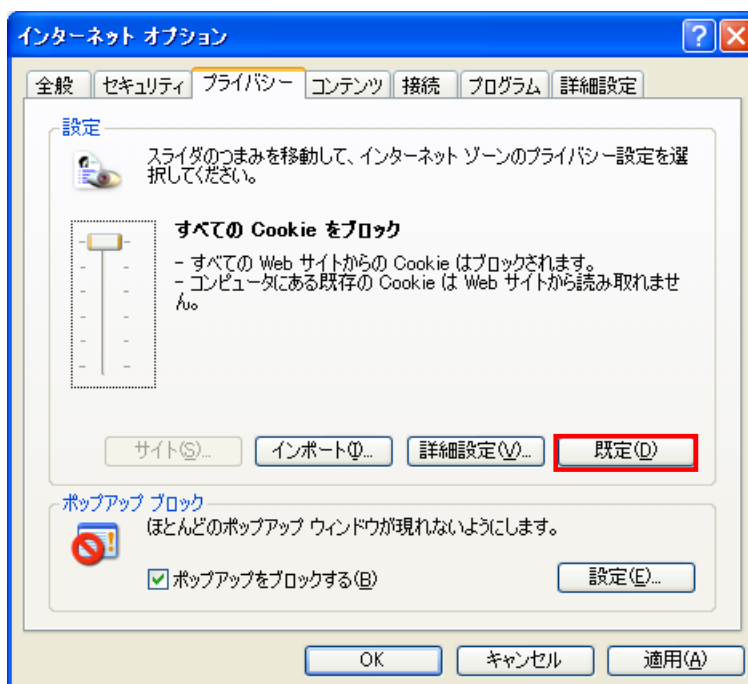 インターネット オプション
全般 セキュリティ プライバシー コンテンツ 接続 プログラム 詳細設定
設定
スライダのつまみを移動して、インターネット ゾーンのプライバシー設定を選
択してください。
すべての Cookie をブロック
- すべての Web サイトからの Cookie はブロックされます。
- コンピュータにある既存の Cookie は Web サイトから読み取れませ
ん。
サイト(S)... インポート(I)... 詳細設定(V)... 既定(D)
ポップアップ ブロック
ほとんどのポップアップ ウィンドウが現れないようにします。
ポップアップをブロックする(B)
設定(E)...
OK キャンセル 適用(A)